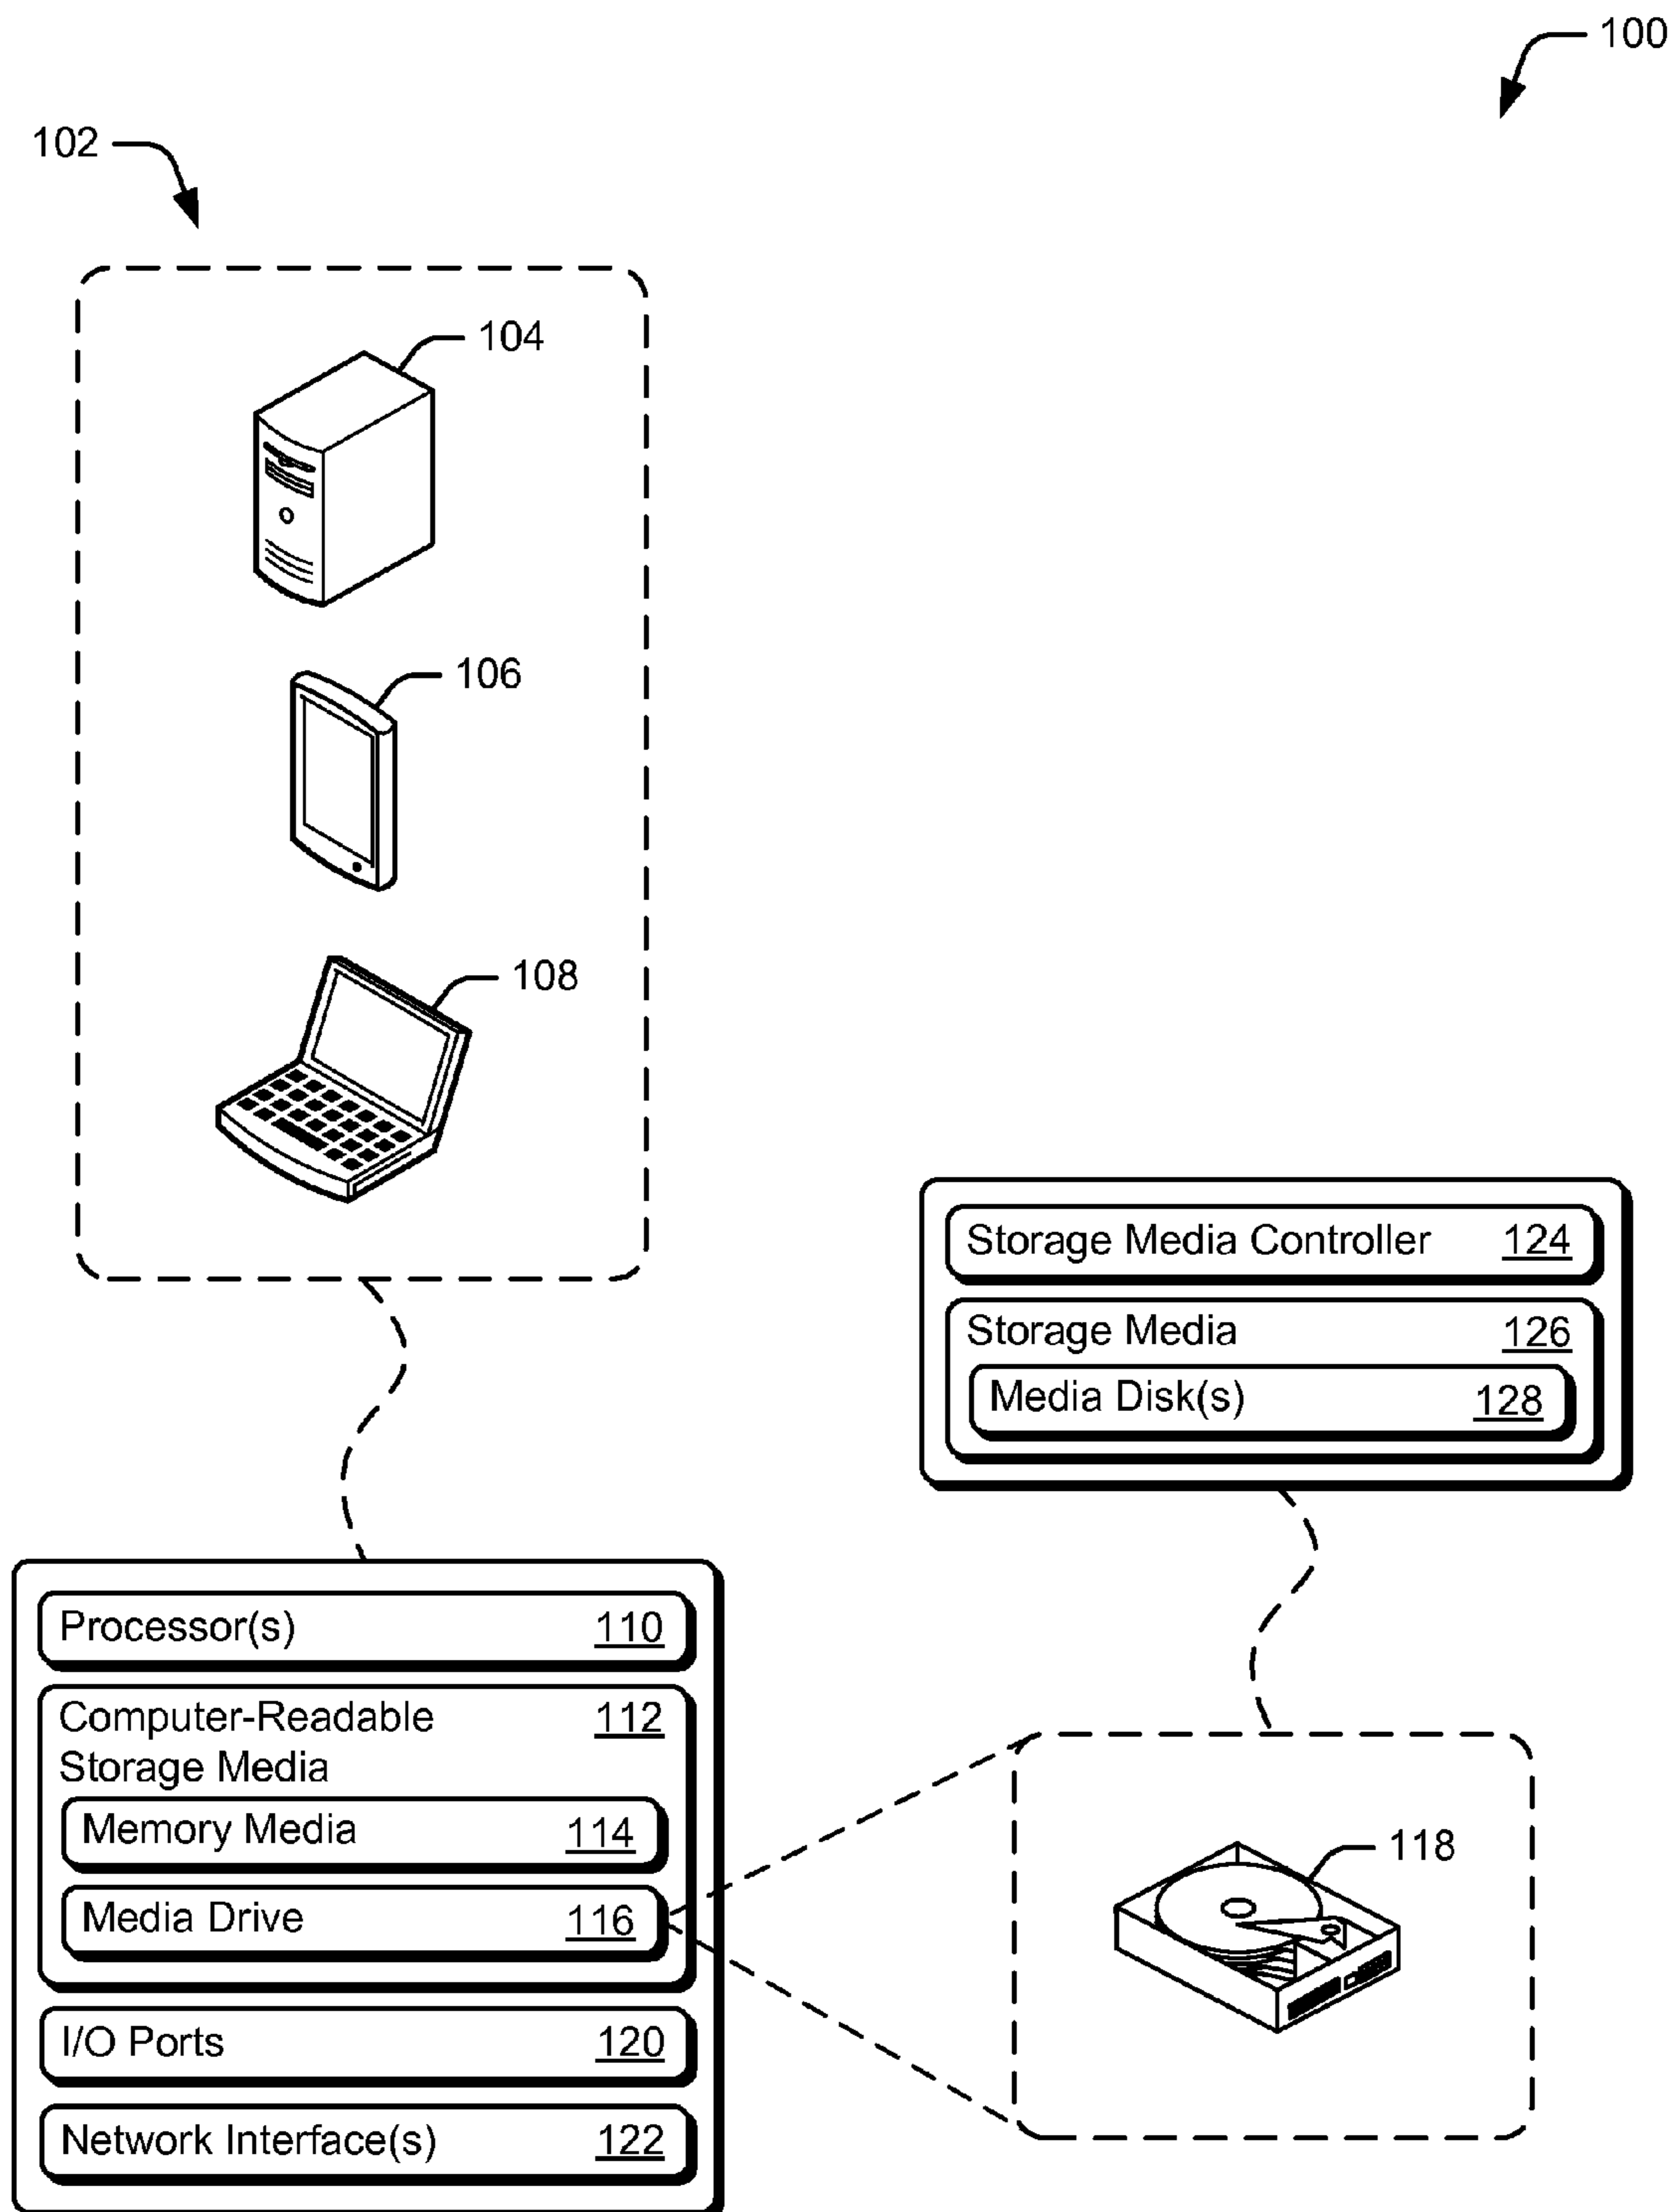 100
102
104
106
108
Storage Media Controller 124
Storage Media 126
Media Disk(s) 128
Processor(s) 110
Computer-Readable 112
Storage Media
Memory Media 114
Media Drive 116
I/O Ports 120
Network Interface(s) 122
118